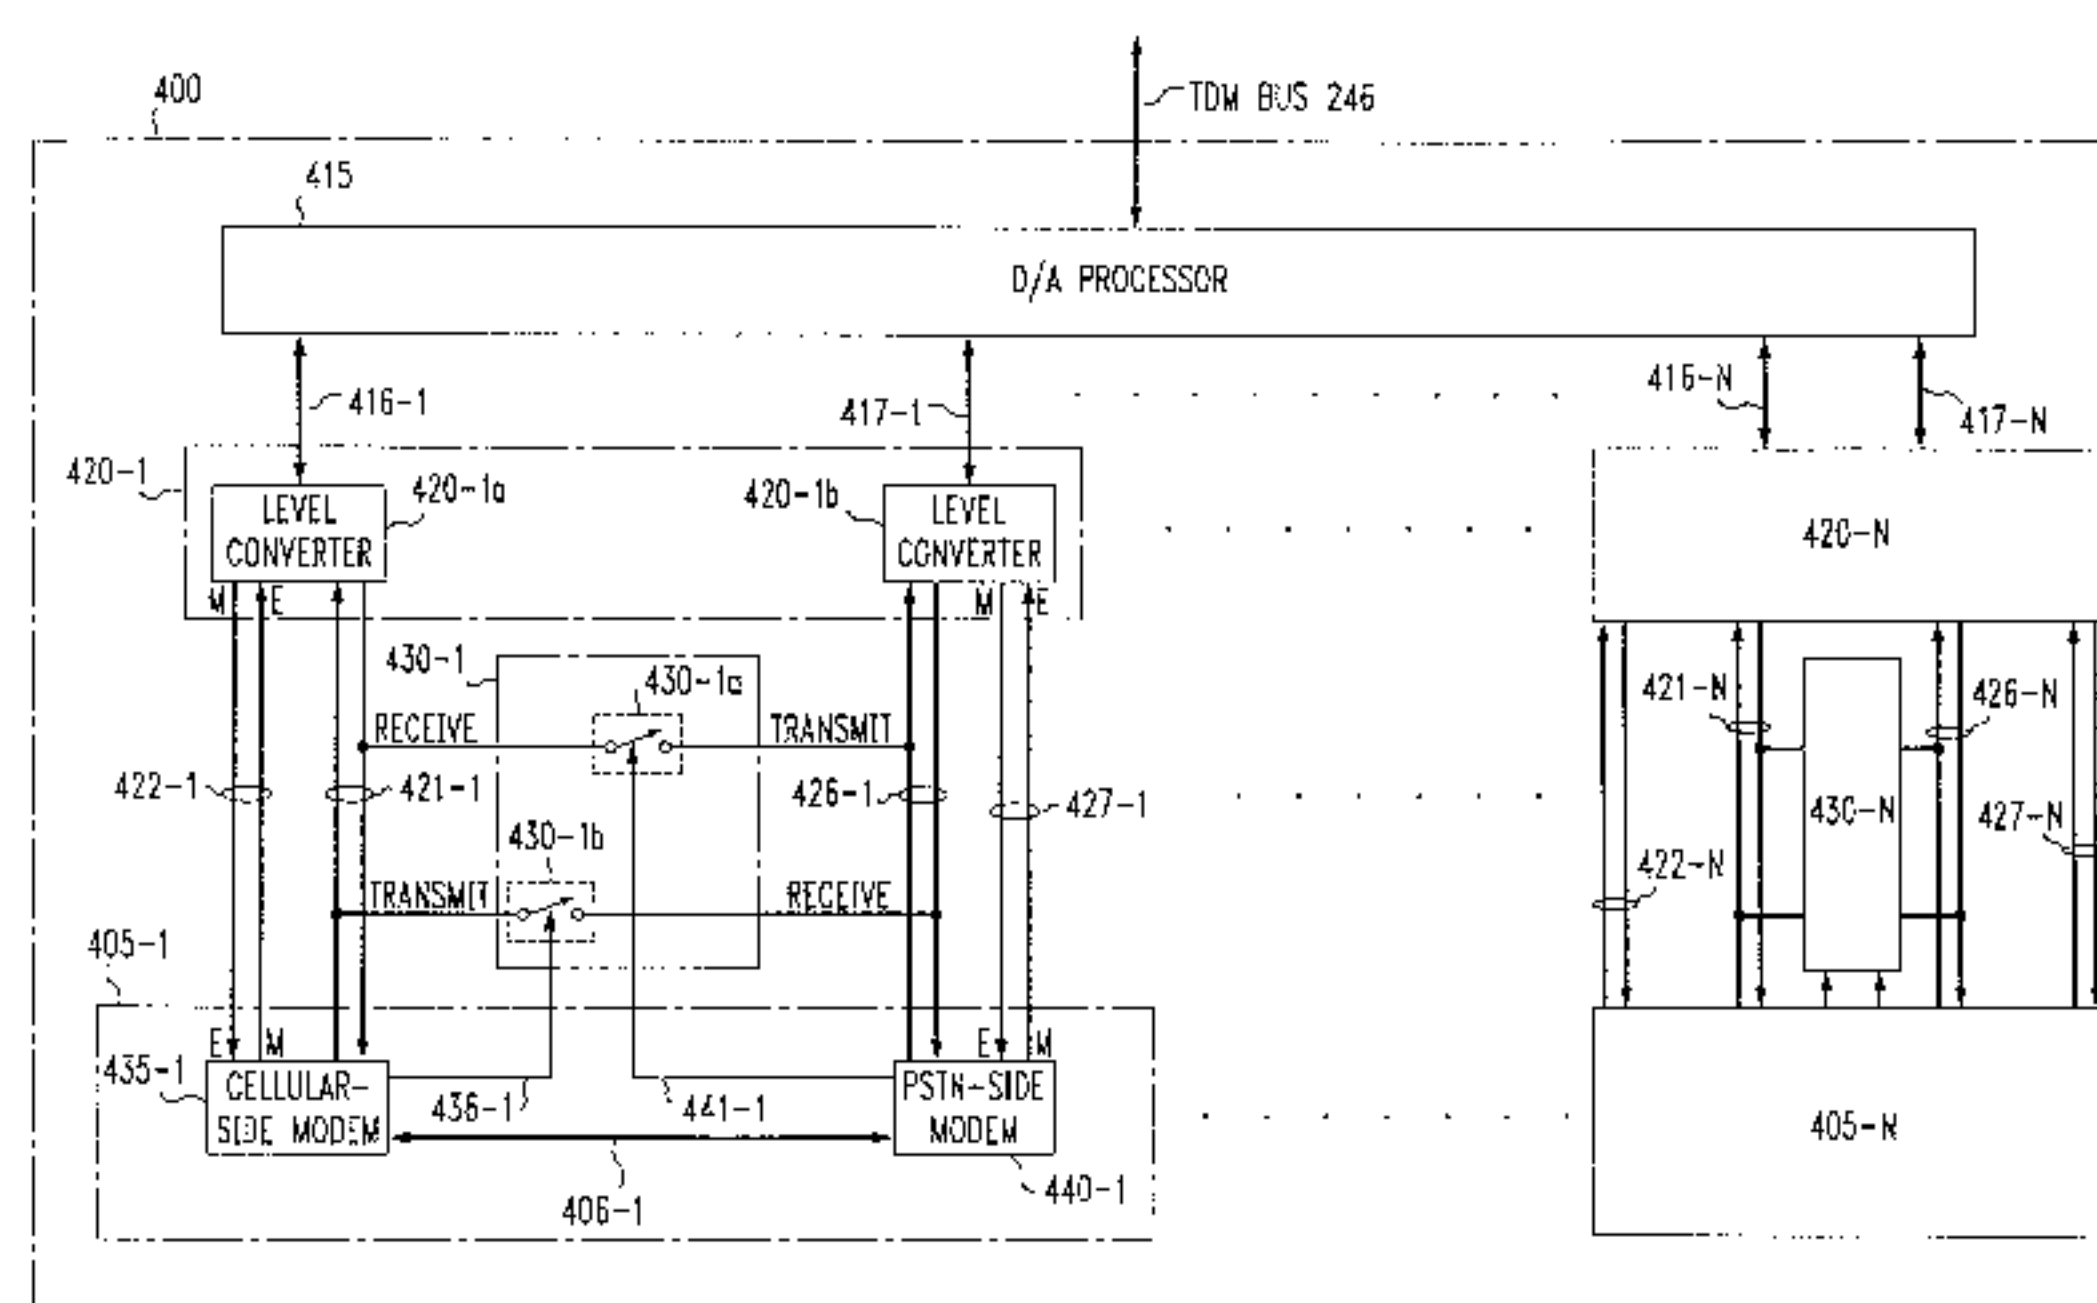 400
TDM BUS 246
415
D/A PROCESSOR
416-1
417-1
416-N
417-N
420-1
420-1a
420-1b
LEVEL
CONVERTER
LEVEL
CONVERTER
420-N
M
E
M
E
430-1
430-1a
421-N
426-N
RECEIVE
TRANSMIT
422-1
421-1
426-1
427-1
430-N
427-N
430-1b
422-N
TRANSMIT
RECEIVE
405-1
E
M
E
M
435-1
CELLULAR-
SIDE MODEM
436-1
441-1
PSTN-SIDE
MODEM
405-N
406-1
440-1